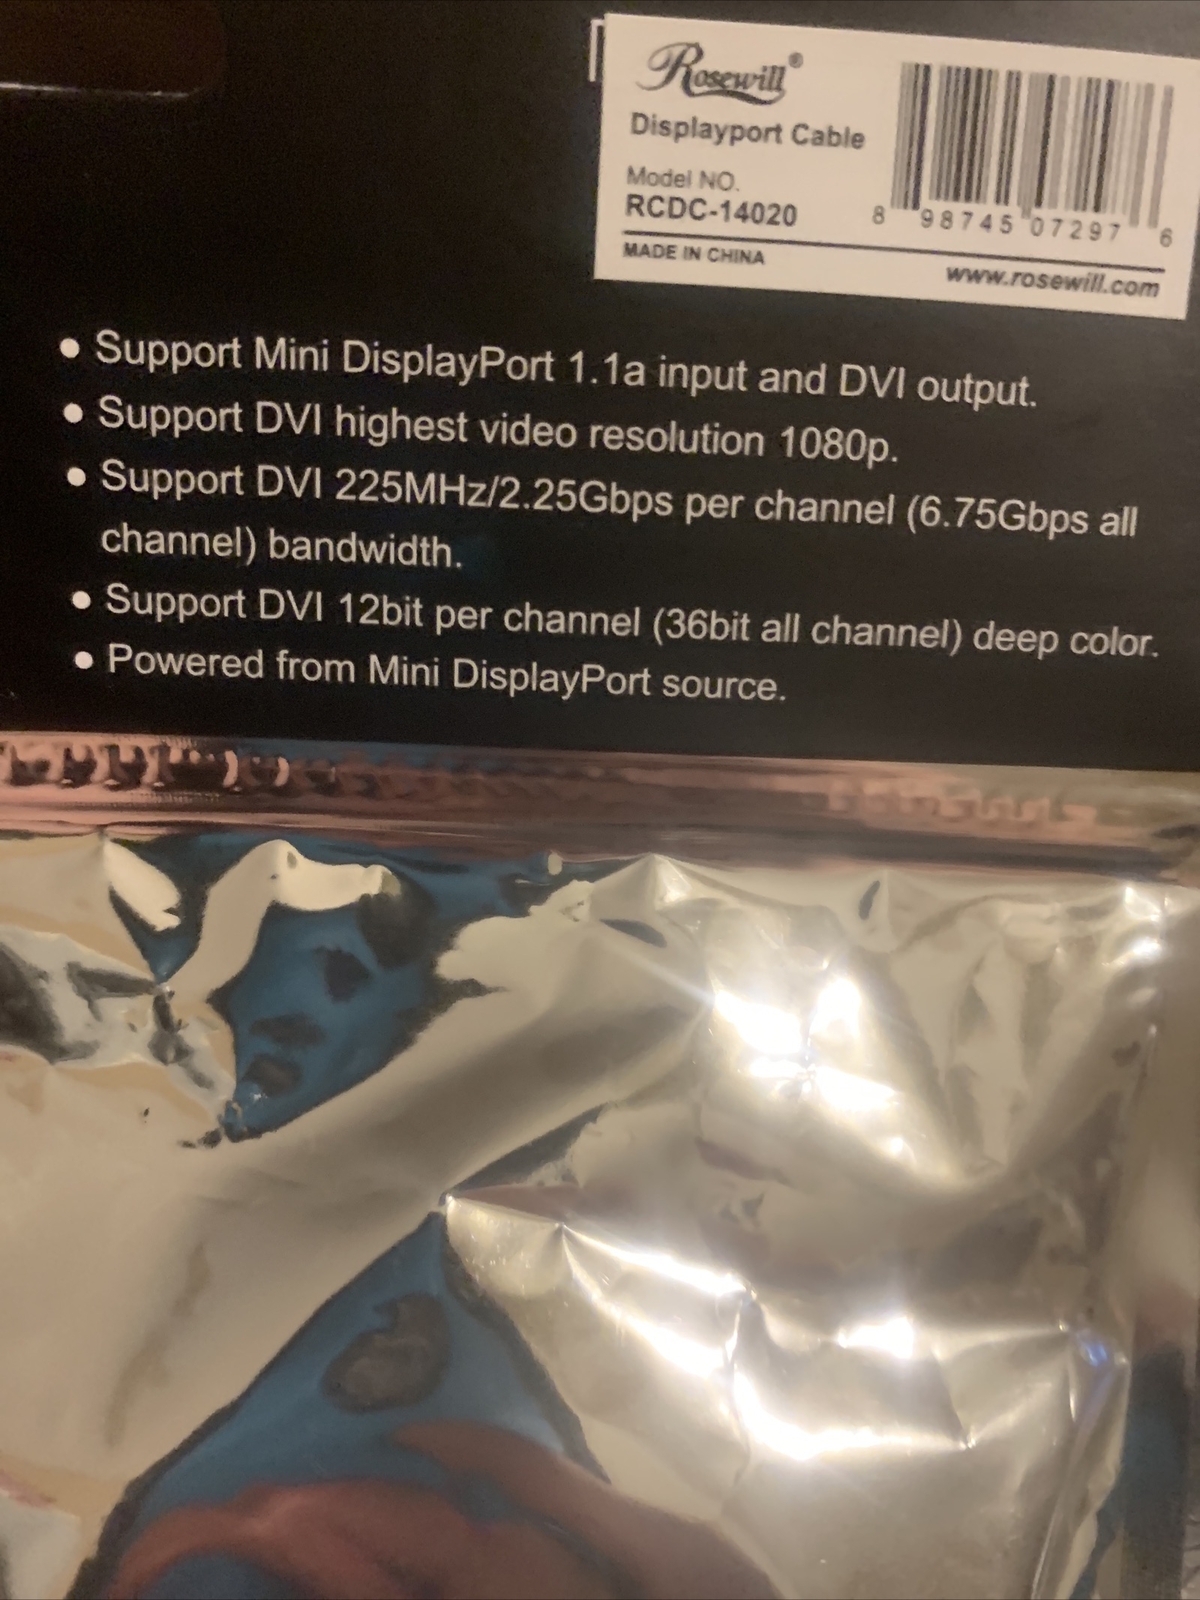 Rosewill®
Displayport Cable
Model NO.
RCDC-14020
MADE IN CHINA
8 98745 07297 6
www.rosewill.com
• Support Mini DisplayPort 1.1a input and DVI output.
• Support DVI highest video resolution 1080p.
• Support DVI 225MHz/2.25Gbps per channel (6.75Gbps all
channel) bandwidth.
• Support DVI 12bit per channel (36bit all channel) deep color.
• Powered from Mini DisplayPort source.